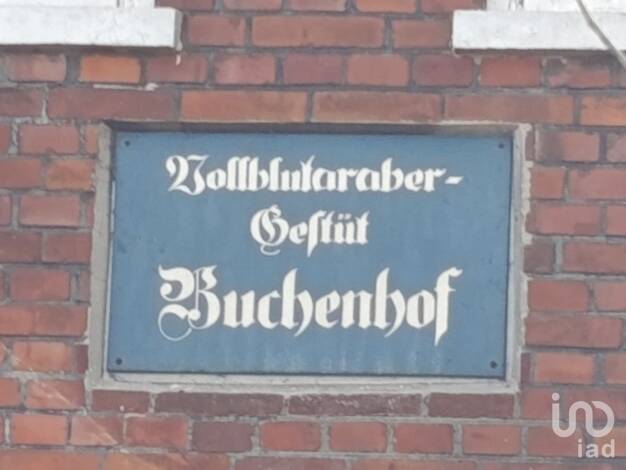 Vollblutaraber-
Gestüt
Buchenhof
iad